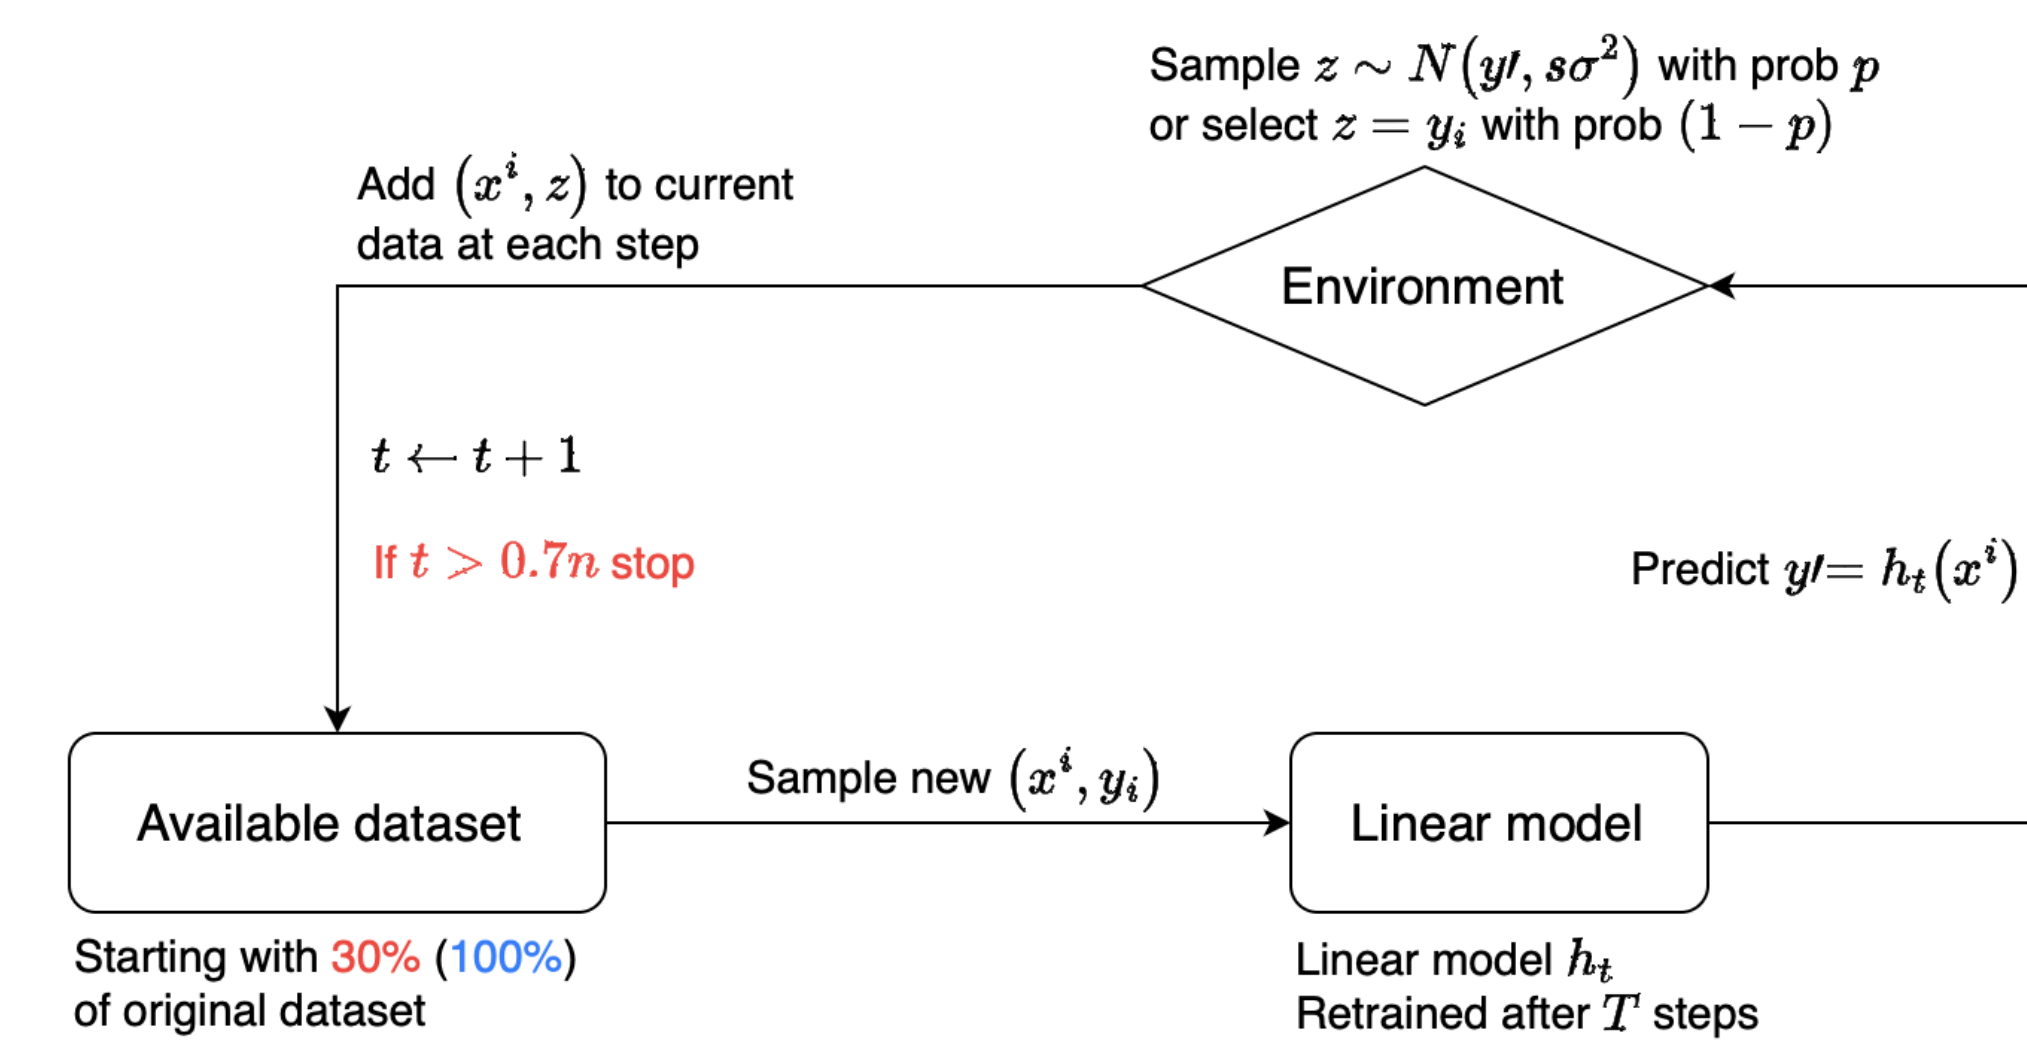 Sample z ∼ N(y′, sσ²) with prob p
or select z = yᵢ with prob (1 − p)
Add (xⁱ, z) to current
data at each step
Environment
t ← t + 1
If t > 0.7n stop
Predict y′= hₜ(xⁱ)
Sample new (xⁱ, yᵢ)
Available dataset
Linear model
Starting with 30% (100%)
of original dataset
Linear model hₜ
Retrained after T steps